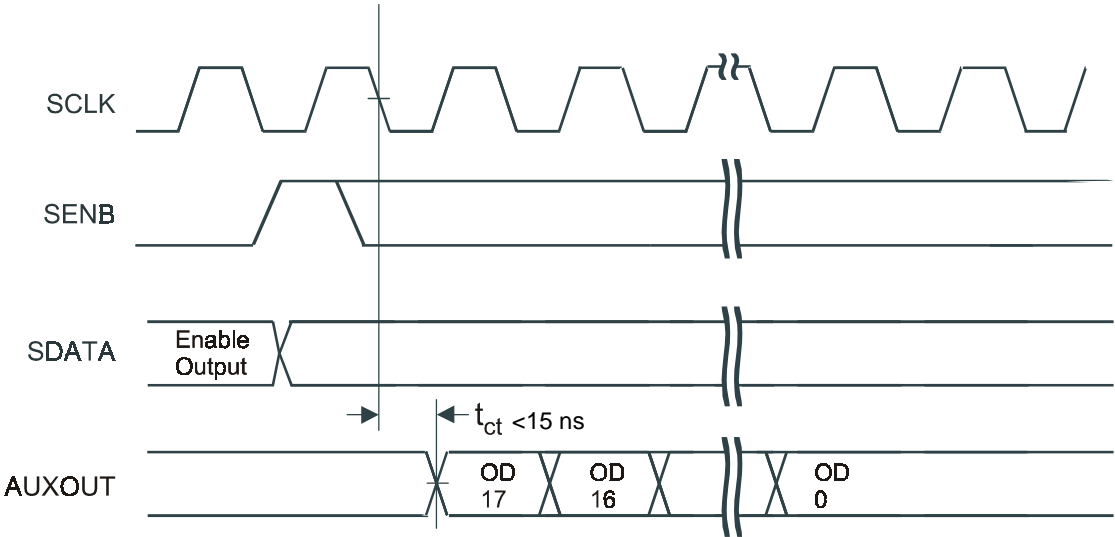 SCLK
SENB
SDATA
Enable
Output
tct <15 ns
AUXOUT
OD
17
OD
16
OD
0